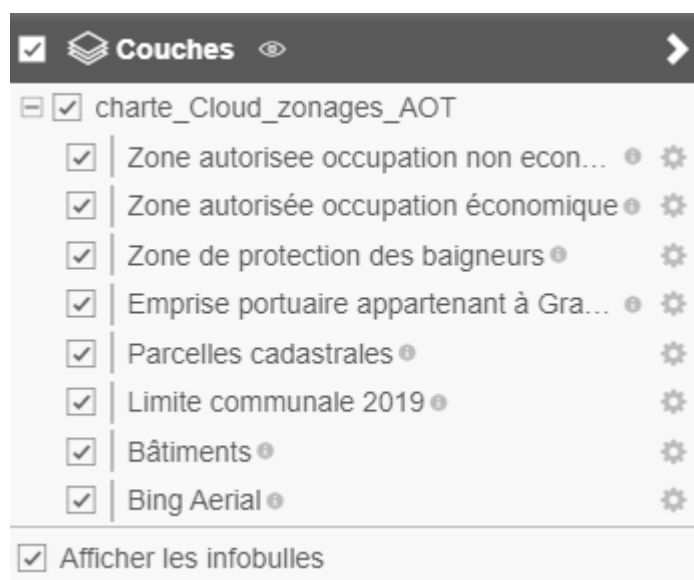 Couches
charte_Cloud_zonages_AOT
Zone autorisee occupation non econ...
Zone autorisée occupation économique
Zone de protection des baigneurs
Emprise portuaire appartenant à Gra...
Parcelles cadastrales
Limite communale 2019
Bâtiments
Bing Aerial
Afficher les infobulles